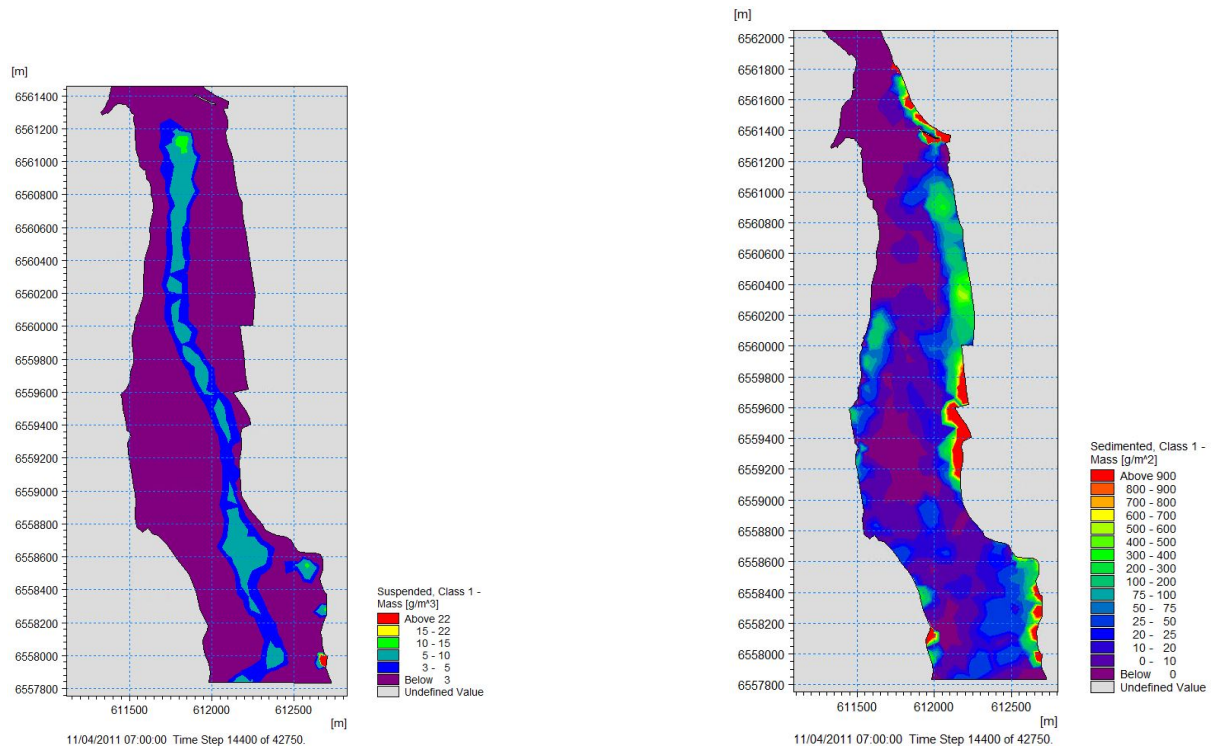 [m]
6561400
6561200
6561000
6560800
6560600
6560400
6560200
6560000
6559800
6559600
6559400
6559200
6559000
6558800
6558600
6558400
6558200
6558000
6557800
611500 612000 612500
[m]
11/04/2011 07:00:00 Time Step 14400 of 42750.
Suspended, Class 1 -
Mass [g/m^3]
Above 22
15 - 22
10 - 15
5 - 10
3 - 5
Below 3
Undefined Value
[m]
6562000
6561800
6561600
6561400
6561200
6561000
6560800
6560600
6560400
6560200
6560000
6559800
6559600
6559400
6559200
6559000
6558800
6558600
6558400
6558200
6558000
6557800
611500 612000 612500
[m]
11/04/2011 07:00:00 Time Step 14400 of 42750.
Sedimented, Class 1 -
Mass [g/m^2]
Above 900
800 - 900
700 - 800
600 - 700
500 - 600
400 - 500
300 - 400
200 - 300
100 - 200
75 - 100
50 - 75
25 - 50
20 - 25
10 - 20
0 - 10
Below 0
Undefined Value